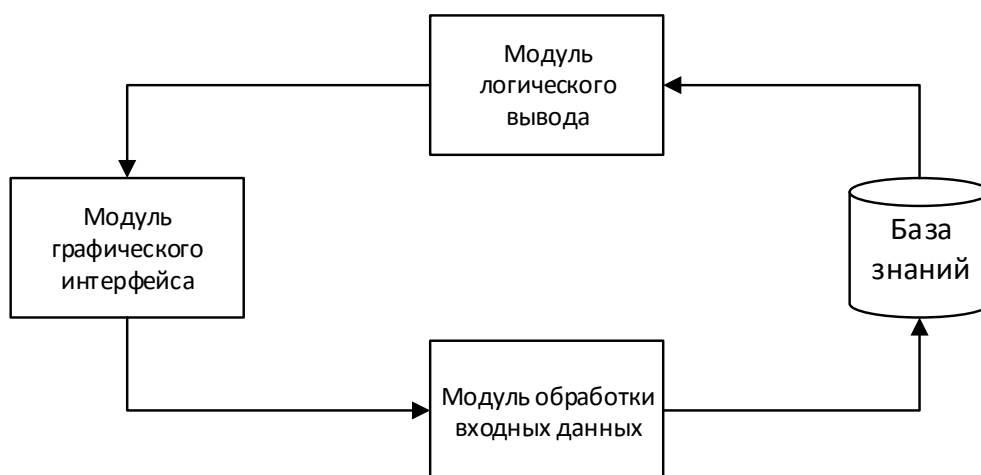 Модуль
логического
вывода
Модуль
графического
интерфейса
База
знаний
Модуль обработки
входных данных